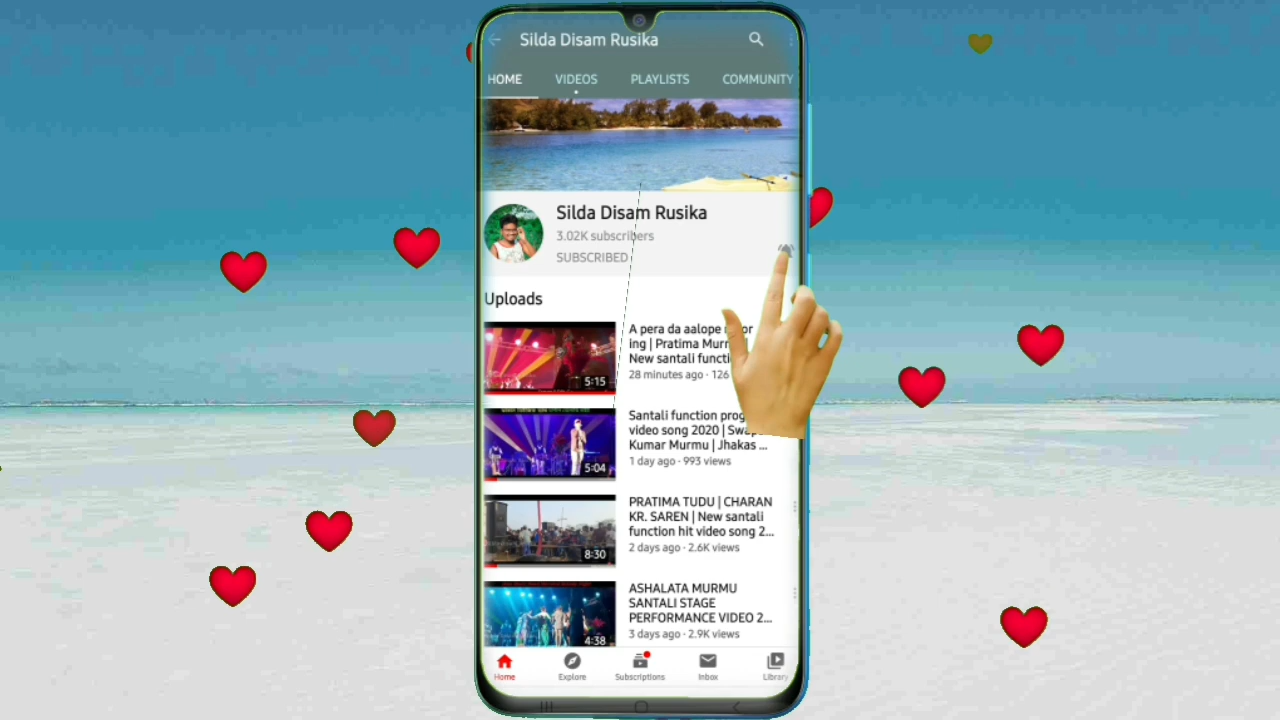 Silda Disam Rusika
HOME VIDEOS PLAYLISTS COMMUNITY
Silda Disam Rusika
3.02K subscribers
SUBSCRIBED
Uploads
A pera da aalope
ing | Pratima
New santali
28 minutes ago · 126
5:15
Santali function
video song 2020 |
Kumar Murmu | Jhakas ...
1 day ago · 993 views
5:04
PRATIMA TUDU | CHARAN
KR. SAREN | New santali
function hit video song 2...
2 days ago · 2.6K views
8:30
ASHALATA MURMU
SANTALI STAGE
PERFORMANCE VIDEO 2...
3 days ago · 2.9K views
4:38
Home Explore Subscriptions Inbox Library